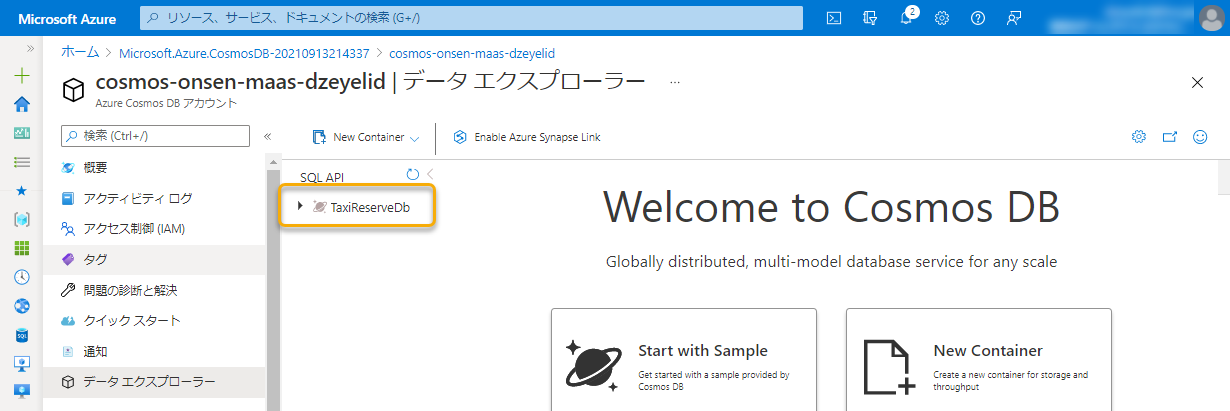 Microsoft Azure
リソース、サービス、ドキュメントの検索 (G+/)
2
ホーム > Microsoft.Azure.CosmosDB-20210913214337 > cosmos-onsen-maas-dzeyelid
cosmos-onsen-maas-dzeyelid | データ エクスプローラー ...
Azure Cosmos DB アカウント
検索 (Ctrl+/)
概要
アクティビティ ログ
アクセス制御 (IAM)
タグ
問題の診断と解決
クイック スタート
通知
データ エクスプローラー
New Container
Enable Azure Synapse Link
SQL API
TaxiReserveDb
Welcome to Cosmos DB
Globally distributed, multi-model database service for any scale
Start with Sample
Get started with a sample provided by
Cosmos DB
New Container
Create a new container for storage and
throughput
SQL